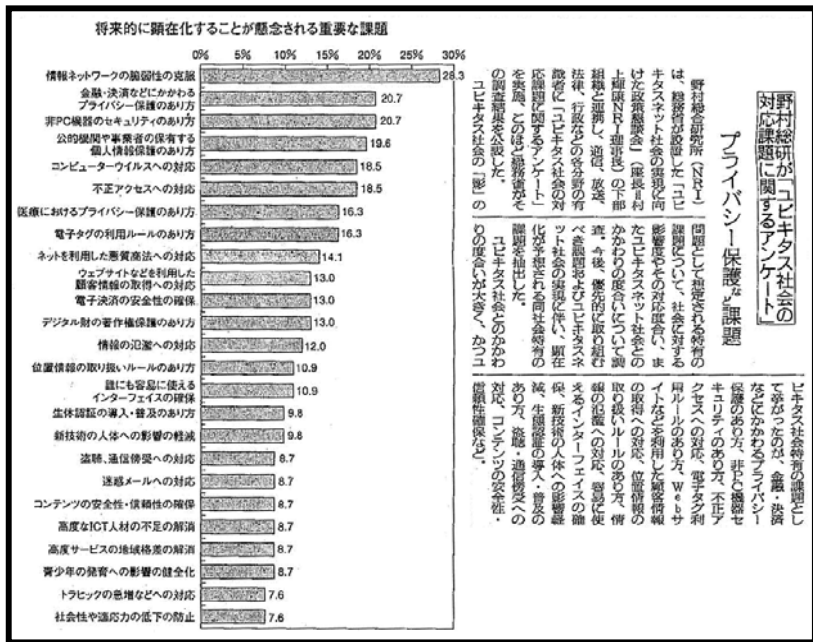 将来的に顕在化することが懸念される重要な課題
0%
5%
10%
15%
20%
25%
30%
情報ネットワークの脆弱性の克服
28.3
金融・決済などにかかわる
プライバシー保護のあり方
20.7
非PC機器のセキュリティのあり方
20.7
公的機関や事業者の保有する
個人情報保護のあり方
19.6
コンピューターウイルスへの対応
18.5
不正アクセスへの対応
18.5
医療におけるプライバシー保護のあり方
16.3
電子タグの利用ルールのあり方
16.3
ネットを利用した悪質商法への対応
14.1
ウェブサイトなどを利用した
顧客情報の取得への対応
13.0
電子決済の安全性の確保
13.0
デジタル財の著作権保護のあり方
13.0
情報の氾濫への対応
12.0
位置情報の取り扱いルールのあり方
10.9
誰にも容易に使える
インターフェイスの確保
10.9
生体認証の導入・普及のあり方
9.8
新技術の人体への影響の軽減
9.8
盗聴、通信傍受への対応
8.7
迷惑メールへの対応
8.7
コンテンツの安全性・信頼性の確保
8.7
高度なICT人材の不足の解消
8.7
高度サービスの地域格差の解消
8.7
青少年の発育への影響の健全化
8.7
トラヒックの急増などへの対応
7.6
社会性や適応力の低下の防止
7.6
野村総研が「ユビキタス社会の
対応課題に関するアンケート」
プライバシー保護など課題
野村総合研究所（NRI）
は、総務省が設置した「ユビ
キタスネット社会の実現に向
けた政策懇談会」（座長＝村
上輝康NRI理事長）の下部
組織と連携し、通信、放送、
法律、行政などの各分野の有
識者に「ユビキタス社会の対
応課題に関するアンケート」
を実施、このほど総務省がそ
の調査結果を公表した。
ユビキタス社会の「影」の
問題として想定される特有の
課題について、社会に対する
影響度やその対応度合い、ま
たユビキタスネット社会との
かかわりの度合いについて調
査。今後、優先的に取り組む
べき課題およびユビキタスネ
ット社会の実現に伴い、顕在
化が予想される同社会特有の
課題を抽出した。
ユビキタス社会とのかかわ
りの度合いが大きく、かつユ
ビキタス社会特有の課題とし
て挙がったのが、金融・決済
などにかかわるプライバシー
保護のあり方、非PC機器セ
キュリティのあり方、不正ア
クセスへの対応、電子タグ利
用ルールのあり方、Webサ
イトなどを利用した顧客情報
の取得への対応、位置情報の
取り扱いルールのあり方、情
報の氾濫への対応、容易に使
えるインターフェイスの確
保、新技術の人体への影響軽
減、生体認証の導入・普及の
あり方、盗聴・通信傍受への
対応、コンテンツの安全性・
信頼性確保など。